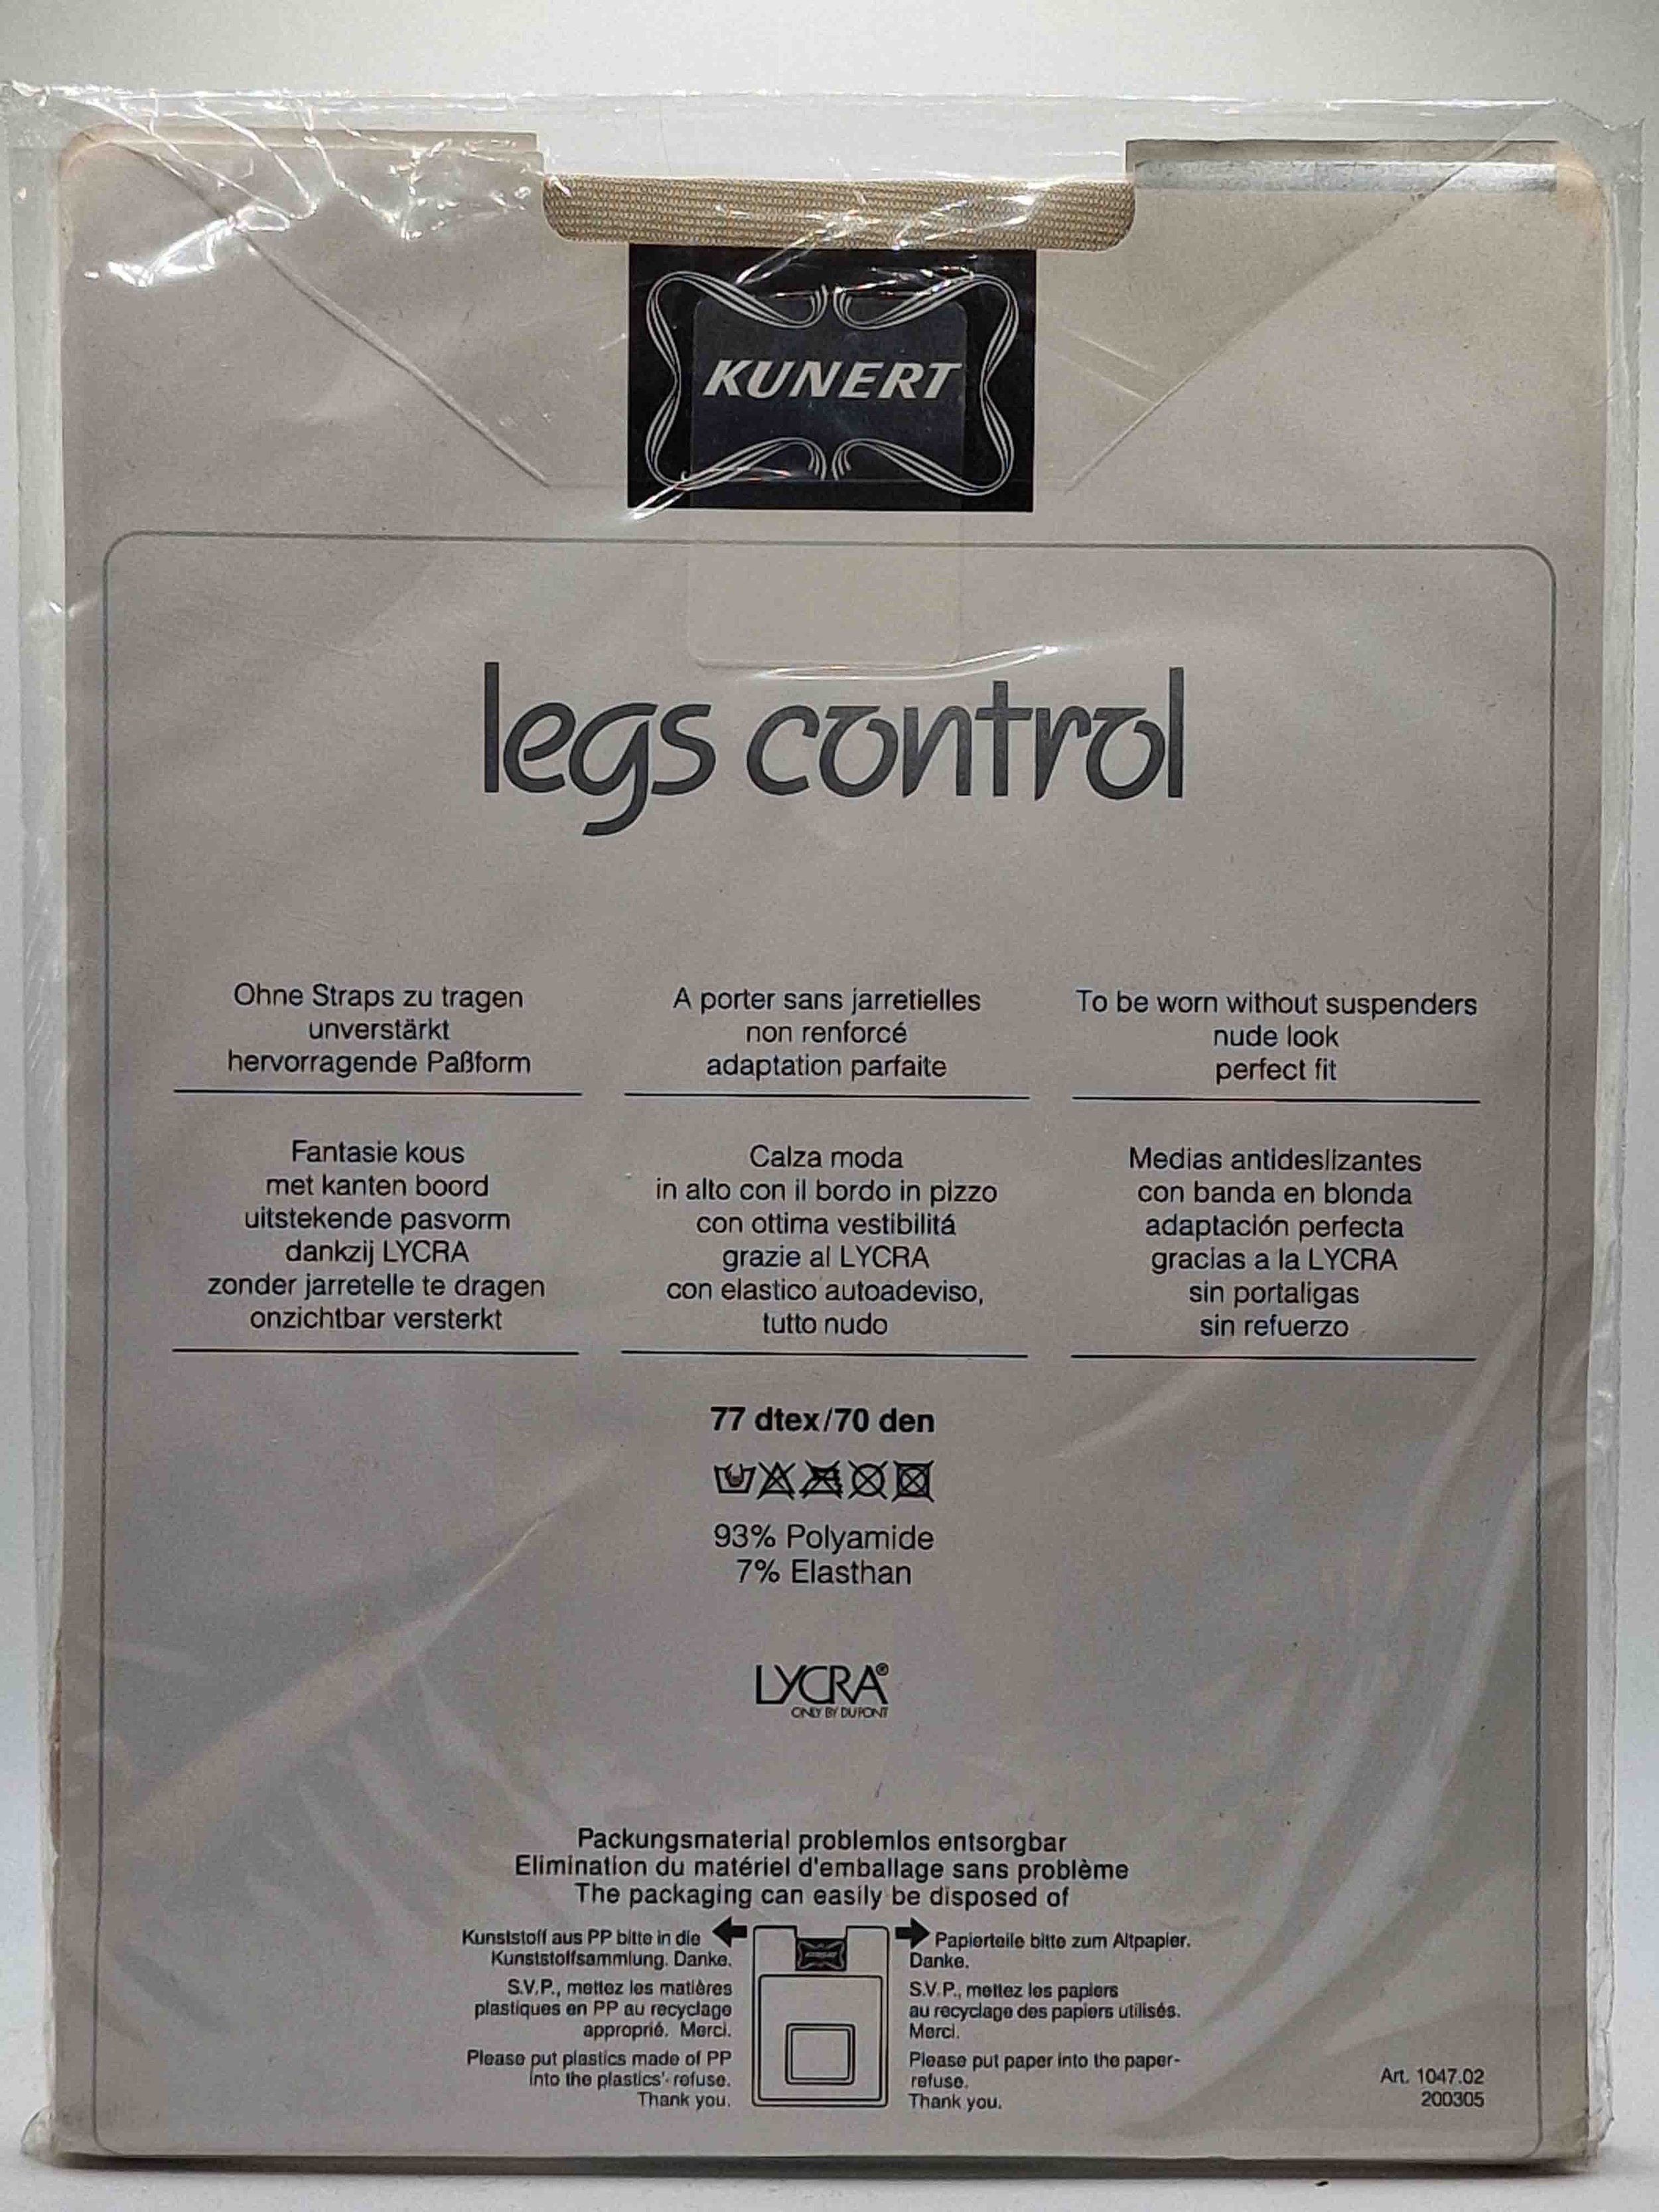 KUNERT
legs control
Ohne Straps zu tragen
unverstärkt
hervorragende Paßform
A porter sans jarretielles
non renforcé
adaptation parfaite
To be worn without suspenders
nude look
perfect fit
Fantasie kous
met kanten boord
uitstekende pasvorm
dankzij LYCRA
zonder jarretelle te dragen
onzichtbar versterkt
Calza moda
in alto con il bordo in pizzo
con ottima vestibilitá
grazie al LYCRA
con elastico autoadeviso,
tutto nudo
Medias antideslizantes
con banda en blonda
adaptación perfecta
gracias a la LYCRA
sin portaligas
sin refuerzo
77 dtex/70 den
93% Polyamide
7% Elasthan
LYCRA®
ONLY BY DUPONT
Packungsmaterial problemlos entsorgbar
Elimination du matériel d'emballage sans problème
The packaging can easily be disposed of
Kunststoff aus PP bitte in die
Kunststoffsammlung. Danke.
S.V.P., mettez les matières
plastiques en PP au recyclage
approprié. Merci.
Please put plastics made of PP
into the plastics'-refuse.
Thank you.
KUNERT
Papierteile bitte zum Altpapier.
Danke.
S.V.P., mettez les papiers
au recyclage des papiers utilisés.
Merci.
Please put paper into the paper-
refuse.
Thank you.
Art. 1047.02
200305